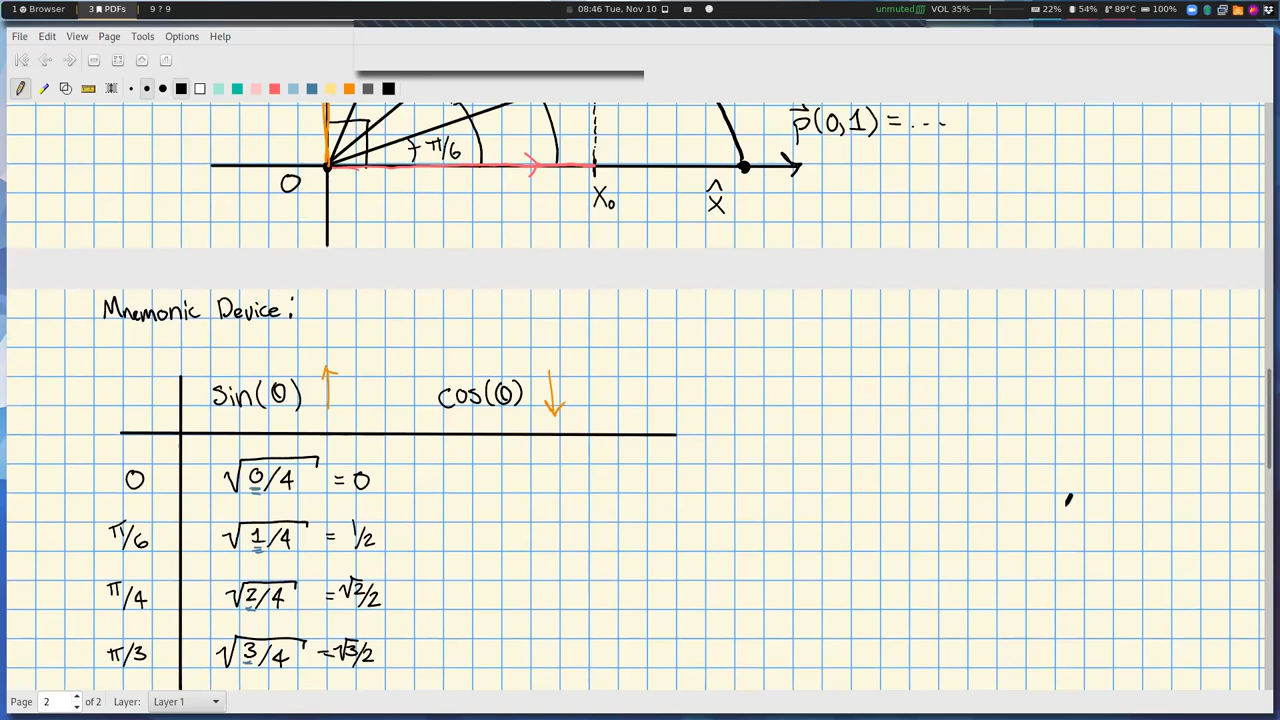 1 Browser 3 PDFs 9 ? 9 08:46 Tue, Nov 10 unmuted VOL 35% 22% 54% 89°C 100%
File Edit View Page Tools Options Help
p⃗(0,1) = ...
π/6
0 X₀ x̂
Mnemonic Device:
sin(θ) ↑ cos(θ) ↓
0 √0/4 = 0
π/6 √1/4 = 1/2
π/4 √2/4 = √2/2
π/3 √3/4 = √3/2
Page 2 of 2 Layer: Layer 1